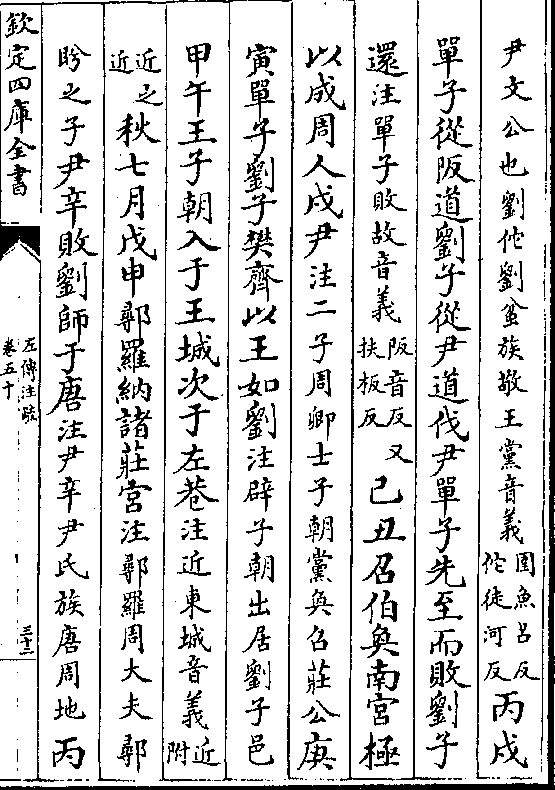 尹文公也劉佗劉蚠族敬王黨音義圉魚呂反佗徒河反丙戌
單子從阪道劉子從尹道伐尹單子先至而敗劉子
還注單子敗故音義阪音反又扶板反己丑召伯奐南宮極
以成周人戍尹注二子周卿士子朝黨奐召莊公庚
寅單子劉子樊齊以王如劉注辟子朝出居劉子邑
甲午王子朝入于王城次于左巷注近東城音義近附
近之近秋七月戊申鄩羅納諸莊宮注鄩羅周大夫鄩
肹之子尹辛敗劉師于唐注尹辛尹氏族唐周地丙
欽定四庫全書
左傳注疏
卷五十
三十二